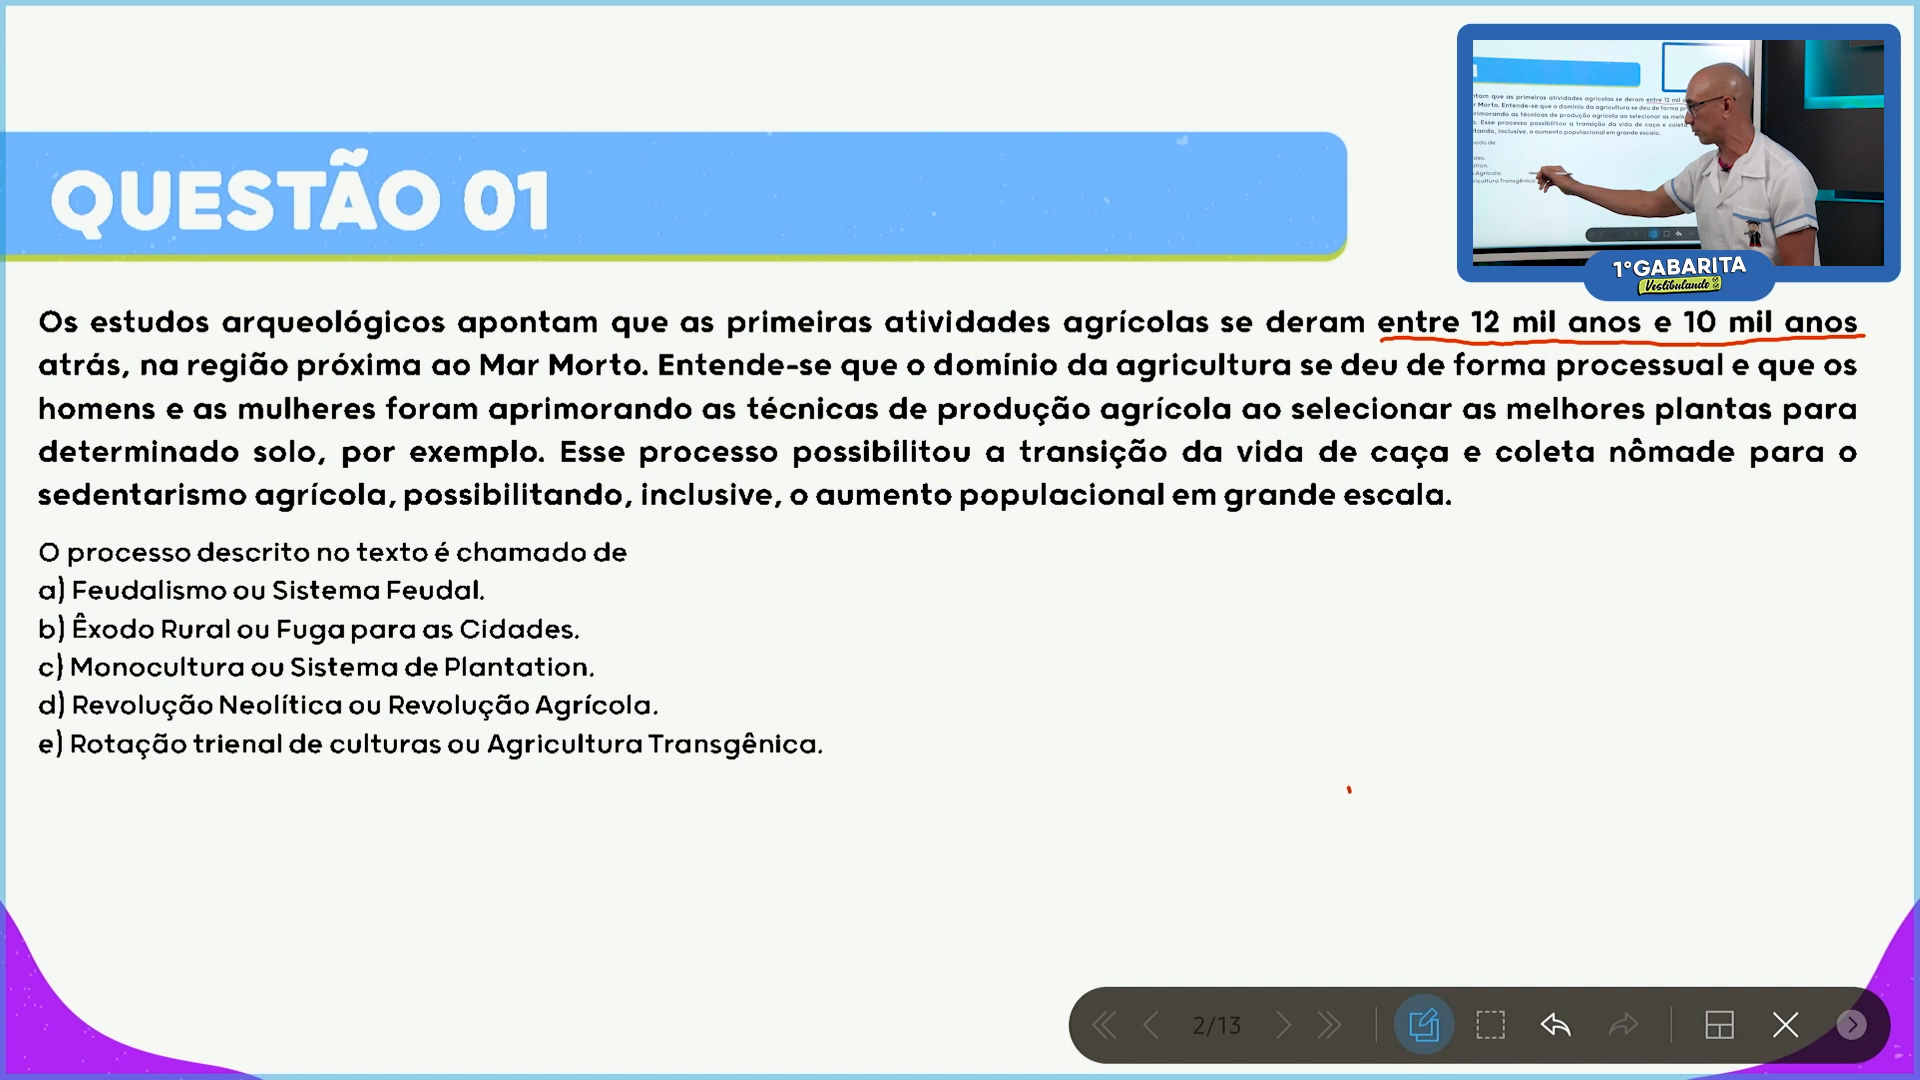 QUESTÃO 01
1°GABARITA
Vestibulando
Os estudos arqueológicos apontam que as primeiras atividades agrícolas se deram entre 12 mil anos e 10 mil anos
atrás, na região próxima ao Mar Morto. Entende-se que o domínio da agricultura se deu de forma processual e que os
homens e as mulheres foram aprimorando as técnicas de produção agrícola ao selecionar as melhores plantas para
determinado solo, por exemplo. Esse processo possibilitou a transição da vida de caça e coleta nômade para o
sedentarismo agrícola, possibilitando, inclusive, o aumento populacional em grande escala.
O processo descrito no texto é chamado de
a) Feudalismo ou Sistema Feudal.
b) Êxodo Rural ou Fuga para as Cidades.
c) Monocultura ou Sistema de Plantation.
d) Revolução Neolítica ou Revolução Agrícola.
e) Rotação trienal de culturas ou Agricultura Transgênica.
2/13